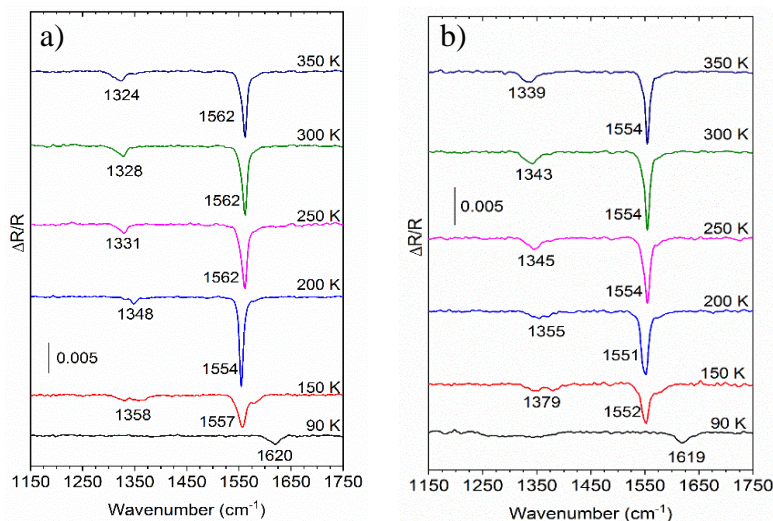 a)
350 K
1324
1562
300 K
1328
1562
250 K
1331
1562
200 K
1348
0.005
1554
150 K
1358
1557
90 K
1620
ΔR/R
1150 1250 1350 1450 1550 1650 1750
Wavenumber (cm-1)
b)
350 K
1339
1554
300 K
1343
0.005
1554
250 K
1345
1554
200 K
1355
1551
150 K
1379
1552
90 K
1619
ΔR/R
1150 1250 1350 1450 1550 1650 1750
Wavenumber (cm-1)